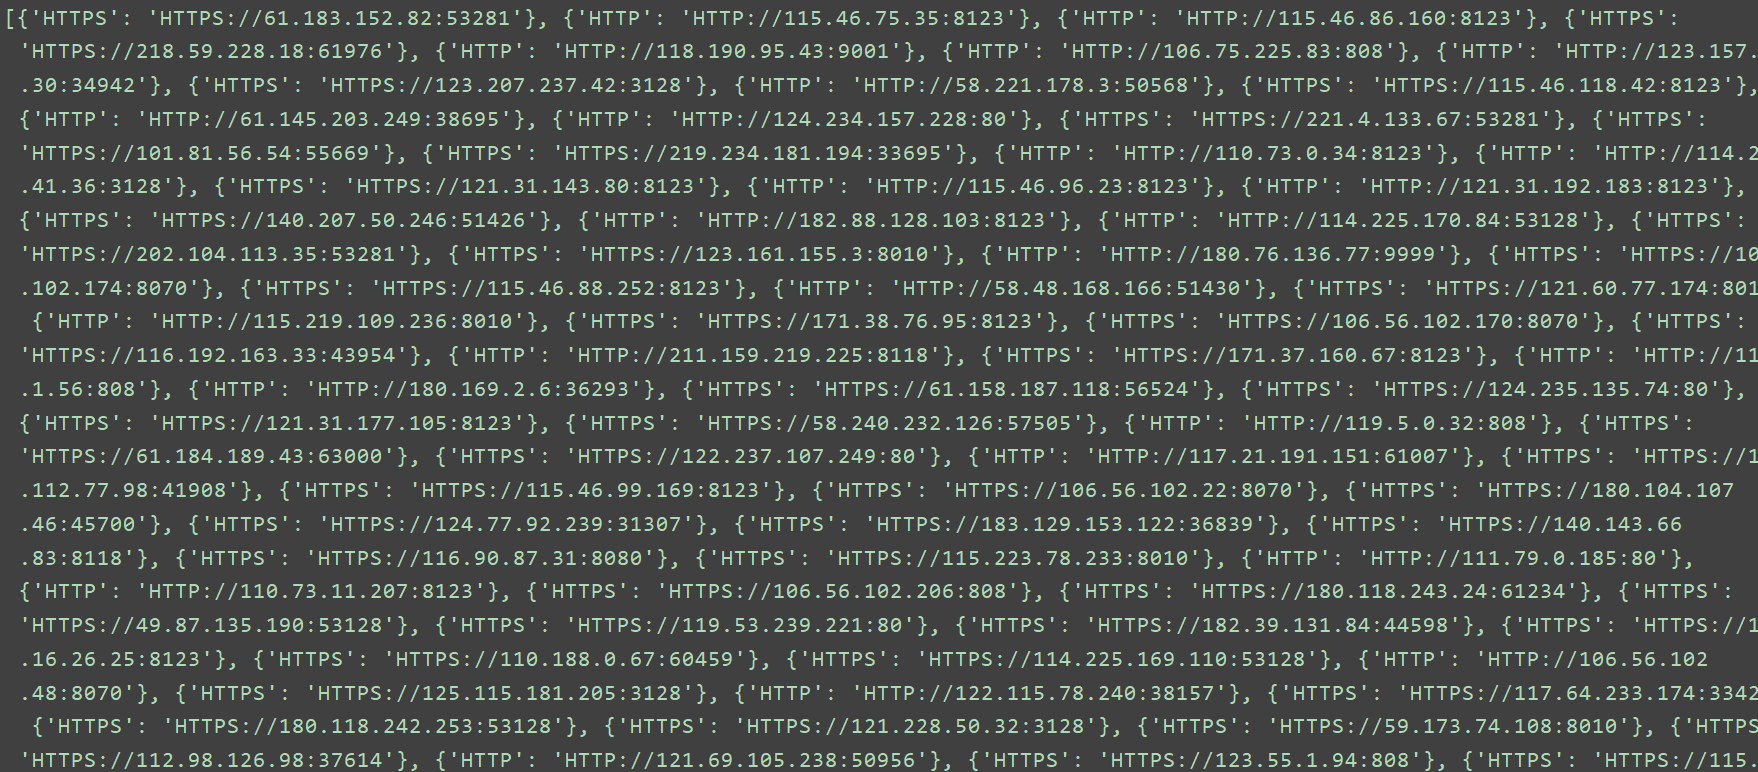 [{'HTTPS': 'HTTPS://61.183.152.82:53281'}, {'HTTP': 'HTTP://115.46.75.35:8123'}, {'HTTP': 'HTTP://115.46.86.160:8123'}, {'HTTPS':
'HTTPS://218.59.228.18:61976'}, {'HTTP': 'HTTP://118.190.95.43:9001'}, {'HTTP': 'HTTP://106.75.225.83:808'}, {'HTTP': 'HTTP://123.157.
.30:34942'}, {'HTTPS': 'HTTPS://123.207.237.42:3128'}, {'HTTP': 'HTTP://58.221.178.3:50568'}, {'HTTPS': 'HTTPS://115.46.118.42:8123'},
{'HTTP': 'HTTP://61.145.203.249:38695'}, {'HTTP': 'HTTP://124.234.157.228:80'}, {'HTTPS': 'HTTPS://221.4.133.67:53281'}, {'HTTPS':
'HTTPS://101.81.56.54:55669'}, {'HTTPS': 'HTTPS://219.234.181.194:33695'}, {'HTTP': 'HTTP://110.73.0.34:8123'}, {'HTTP': 'HTTP://114.2
.41.36:3128'}, {'HTTPS': 'HTTPS://121.31.143.80:8123'}, {'HTTP': 'HTTP://115.46.96.23:8123'}, {'HTTP': 'HTTP://121.31.192.183:8123'},
{'HTTPS': 'HTTPS://140.207.50.246:51426'}, {'HTTP': 'HTTP://182.88.128.103:8123'}, {'HTTP': 'HTTP://114.225.170.84:53128'}, {'HTTPS':
'HTTPS://202.104.113.35:53281'}, {'HTTPS': 'HTTPS://123.161.155.3:8010'}, {'HTTP': 'HTTP://180.76.136.77:9999'}, {'HTTPS': 'HTTPS://10
.102.174:8070'}, {'HTTPS': 'HTTPS://115.46.88.252:8123'}, {'HTTP': 'HTTP://58.48.168.166:51430'}, {'HTTPS': 'HTTPS://121.60.77.174:801
{'HTTP': 'HTTP://115.219.109.236:8010'}, {'HTTPS': 'HTTPS://171.38.76.95:8123'}, {'HTTPS': 'HTTPS://106.56.102.170:8070'}, {'HTTPS':
'HTTPS://116.192.163.33:43954'}, {'HTTP': 'HTTP://211.159.219.225:8118'}, {'HTTPS': 'HTTPS://171.37.160.67:8123'}, {'HTTP': 'HTTP://11
.1.56:808'}, {'HTTP': 'HTTP://180.169.2.6:36293'}, {'HTTPS': 'HTTPS://61.158.187.118:56524'}, {'HTTPS': 'HTTPS://124.235.135.74:80'},
{'HTTPS': 'HTTPS://121.31.177.105:8123'}, {'HTTPS': 'HTTPS://58.240.232.126:57505'}, {'HTTP': 'HTTP://119.5.0.32:808'}, {'HTTPS':
'HTTPS://61.184.189.43:63000'}, {'HTTPS': 'HTTPS://122.237.107.249:80'}, {'HTTP': 'HTTP://117.21.191.151:61007'}, {'HTTPS': 'HTTPS://1
.112.77.98:41908'}, {'HTTPS': 'HTTPS://115.46.99.169:8123'}, {'HTTPS': 'HTTPS://106.56.102.22:8070'}, {'HTTPS': 'HTTPS://180.104.107
.46:45700'}, {'HTTPS': 'HTTPS://124.77.92.239:31307'}, {'HTTPS': 'HTTPS://183.129.153.122:36839'}, {'HTTPS': 'HTTPS://140.143.66
.83:8118'}, {'HTTPS': 'HTTPS://116.90.87.31:8080'}, {'HTTPS': 'HTTPS://115.223.78.233:8010'}, {'HTTP': 'HTTP://111.79.0.185:80'},
{'HTTP': 'HTTP://110.73.11.207:8123'}, {'HTTPS': 'HTTPS://106.56.102.206:808'}, {'HTTPS': 'HTTPS://180.118.243.24:61234'}, {'HTTPS':
'HTTPS://49.87.135.190:53128'}, {'HTTPS': 'HTTPS://119.53.239.221:80'}, {'HTTPS': 'HTTPS://182.39.131.84:44598'}, {'HTTPS': 'HTTPS://1
.16.26.25:8123'}, {'HTTPS': 'HTTPS://110.188.0.67:60459'}, {'HTTPS': 'HTTPS://114.225.169.110:53128'}, {'HTTP': 'HTTP://106.56.102
.48:8070'}, {'HTTPS': 'HTTPS://125.115.181.205:3128'}, {'HTTP': 'HTTP://122.115.78.240:38157'}, {'HTTPS': 'HTTPS://117.64.233.174:3342
{'HTTPS': 'HTTPS://180.118.242.253:53128'}, {'HTTPS': 'HTTPS://121.228.50.32:3128'}, {'HTTPS': 'HTTPS://59.173.74.108:8010'}, {'HTTPS
'HTTPS://112.98.126.98:37614'}, {'HTTP': 'HTTP://121.69.105.238:50956'}, {'HTTPS': 'HTTPS://123.55.1.94:808'}, {'HTTPS': 'HTTPS://115.